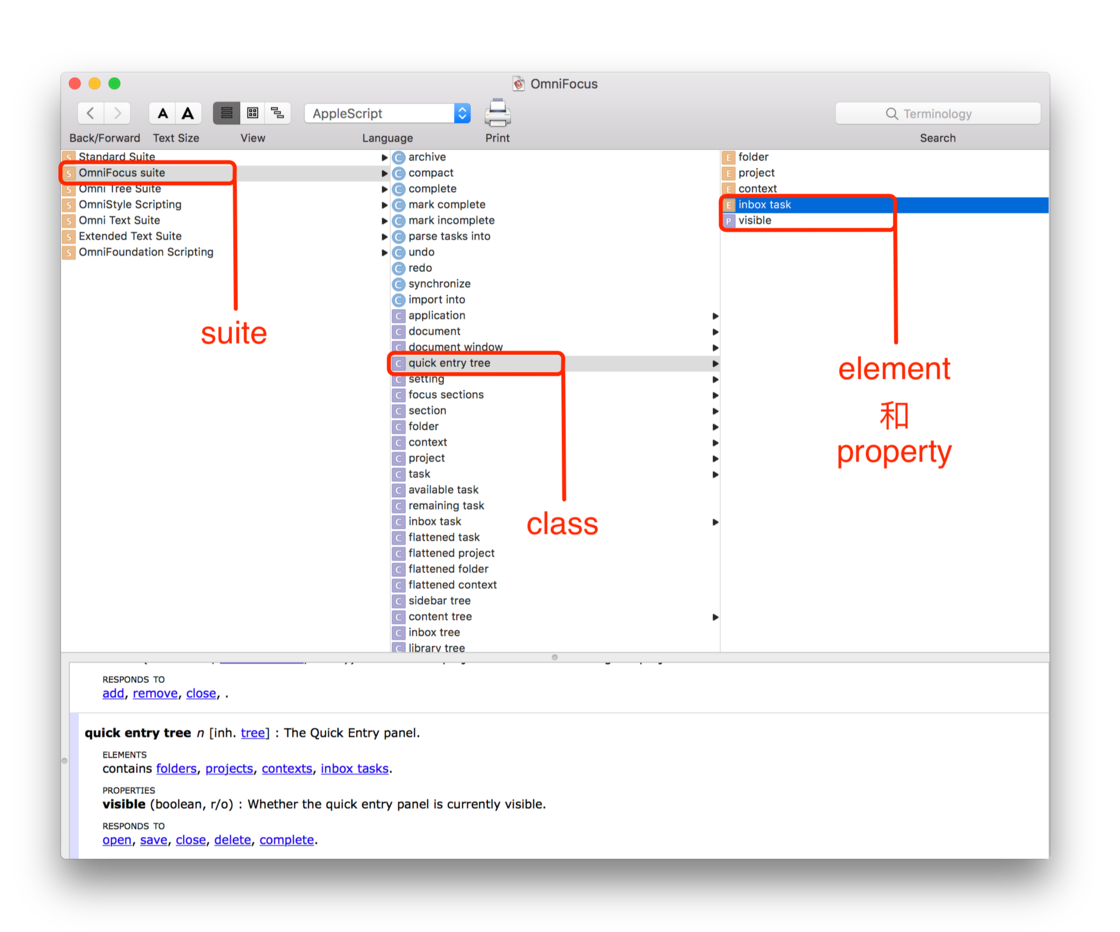 OmniFocus
AppleScript
Terminology
Back/Forward Text Size View Language Print Search
Standard Suite
OmniFocus suite
Omni Tree Suite
OmniStyle Scripting
Omni Text Suite
Extended Text Suite
OmniFoundation Scripting
suite
archive
compact
complete
mark complete
mark incomplete
parse tasks into
undo
redo
synchronize
import into
application
document
document window
quick entry tree
setting
focus sections
section
folder
context
project
task
available task
remaining task
inbox task
flattened task
flattened project
flattened folder
flattened context
sidebar tree
content tree
inbox tree
library tree
class
folder
project
context
inbox task
visible
element
和
property
RESPONDS TO
add, remove, close, .
quick entry tree n [inh. tree] : The Quick Entry panel.
ELEMENTS
contains folders, projects, contexts, inbox tasks.
PROPERTIES
visible (boolean, r/o) : Whether the quick entry panel is currently visible.
RESPONDS TO
open, save, close, delete, complete.